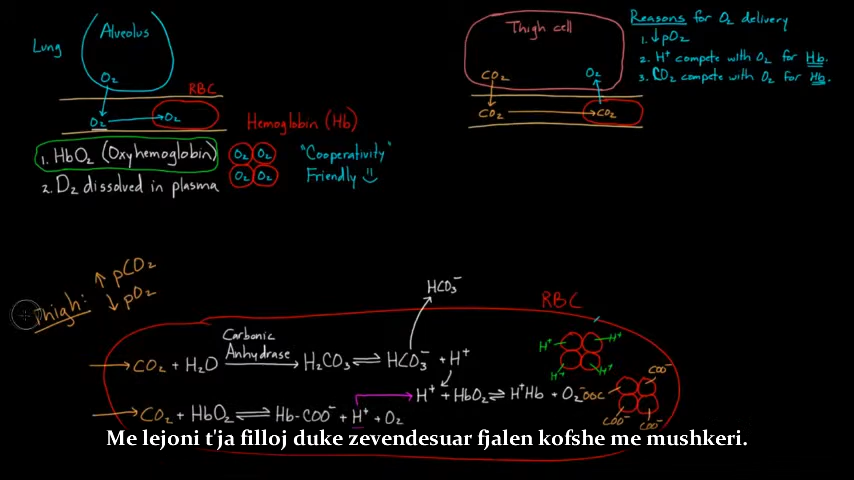 Lung
Alveolus
O₂
RBC
O₂ → O₂
Hemoglobin (Hb)
1. HbO₂ (Oxyhemoglobin)
2. O₂ dissolved in plasma
O₂ O₂
O₂ O₂
"Cooperativity"
Friendly
Thigh cell
CO₂ O₂
CO₂ → CO₂
Reasons for O₂ delivery
1. ↓pO₂
2. H⁺ compete with O₂ for Hb.
3. CO₂ compete with O₂ for Hb.
Thigh: ↑ pCO₂
↓ pO₂
HCO₃⁻
RBC
CO₂ + H₂O Carbonic Anhydrase → H₂CO₃ ⇌ HCO₃⁻ + H⁺
H⁺ + HbO₂ ⇌ H⁺Hb + O₂
CO₂ + HbO₂ ⇌ Hb-COO⁻ + H⁺ + O₂
H⁺ H⁺
H⁺ H⁺
⁻OOC COO⁻
COO⁻ COO⁻
Me lejoni t'ja filloj duke zevendesuar fjalen kofshe me mushkeri.